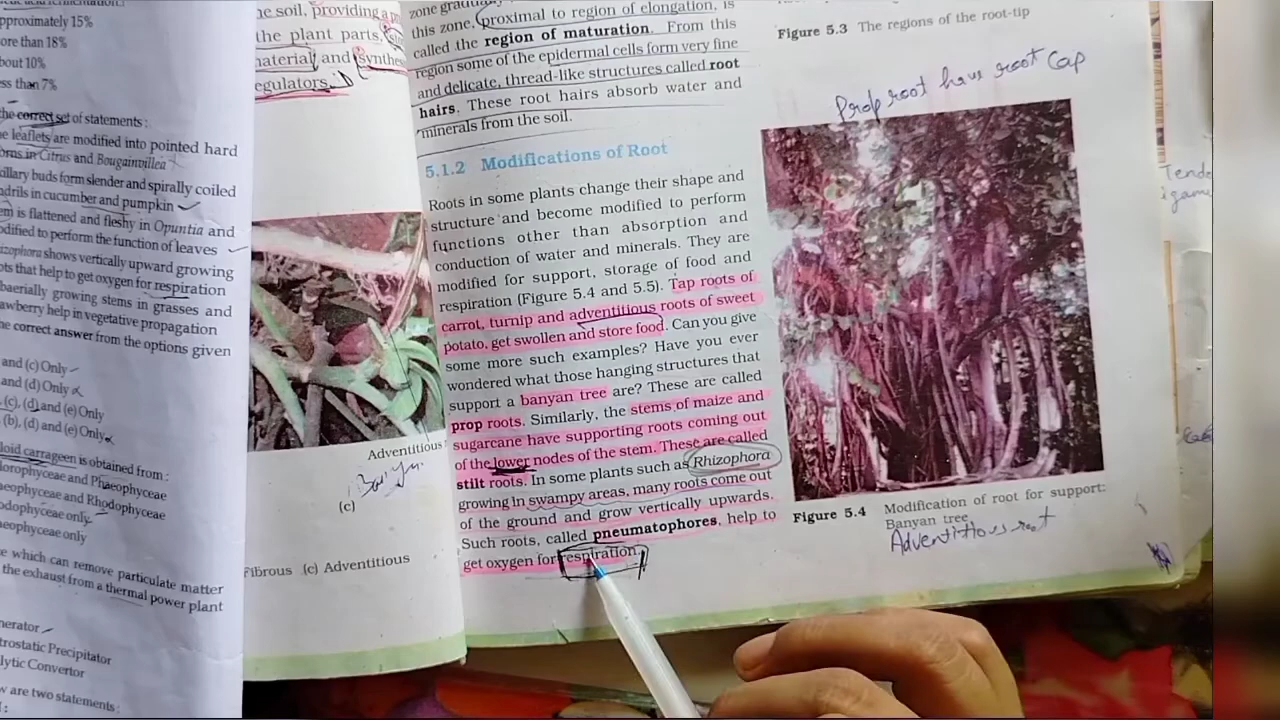 pproximately 15%
ore than 18%
bout 10%
ess than 7%
he correct set of statements :
e leaflets are modified into pointed hard
orns in Citrus and Bougainvillea
illary buds form slender and spirally coiled
ndrils in cucumber and pumpkin
em is flattened and fleshy in Opuntia and
odified to perform the function of leaves
izophora shows vertically upward growing
ots that help to get oxygen for respiration
baerially growing stems in grasses and
awberry help in vegetative propagation
he correct answer from the options given
and (c) Only
and (d) Only
(c), (d) and (e) Only
(b), (d) and (e) Only
loid carrageen is obtained from :
lorophyceae and Phaeophyceae
aeophyceae and Rhodophyceae
odophyceae only
aeophyceae only
e which can remove particulate matter
the exhaust from a thermal power plant
nerator
trostatic Precipitator
lytic Convertor
w are two statements :
he soil, providing a p
the plant parts,
material and synthes
egulators.
Adventitious
(c)
Fibrous (c) Adventitious
zone gradually
this zone, proximal to region of elongation, is
called the region of maturation. From this
region some of the epidermal cells form very fine
and delicate, thread-like structures called root
hairs. These root hairs absorb water and
minerals from the soil.
5.1.2 Modifications of Root
Roots in some plants change their shape and
structure and become modified to perform
functions other than absorption and
conduction of water and minerals. They are
modified for support, storage of food and
respiration (Figure 5.4 and 5.5). Tap roots of
carrot, turnip and adventitious roots of sweet
potato, get swollen and store food. Can you give
some more such examples? Have you ever
wondered what those hanging structures that
support a banyan tree are? These are called
prop roots. Similarly, the stems of maize and
sugarcane have supporting roots coming out
of the lower nodes of the stem. These are called
stilt roots. In some plants such as Rhizophora
growing in swampy areas, many roots come out
of the ground and grow vertically upwards.
Such roots, called pneumatophores, help to
get oxygen for respiration
Figure 5.3 The regions of the root-tip
Prop root have root cap
Figure 5.4 Modification of root for support:
Banyan tree
Adventitious root